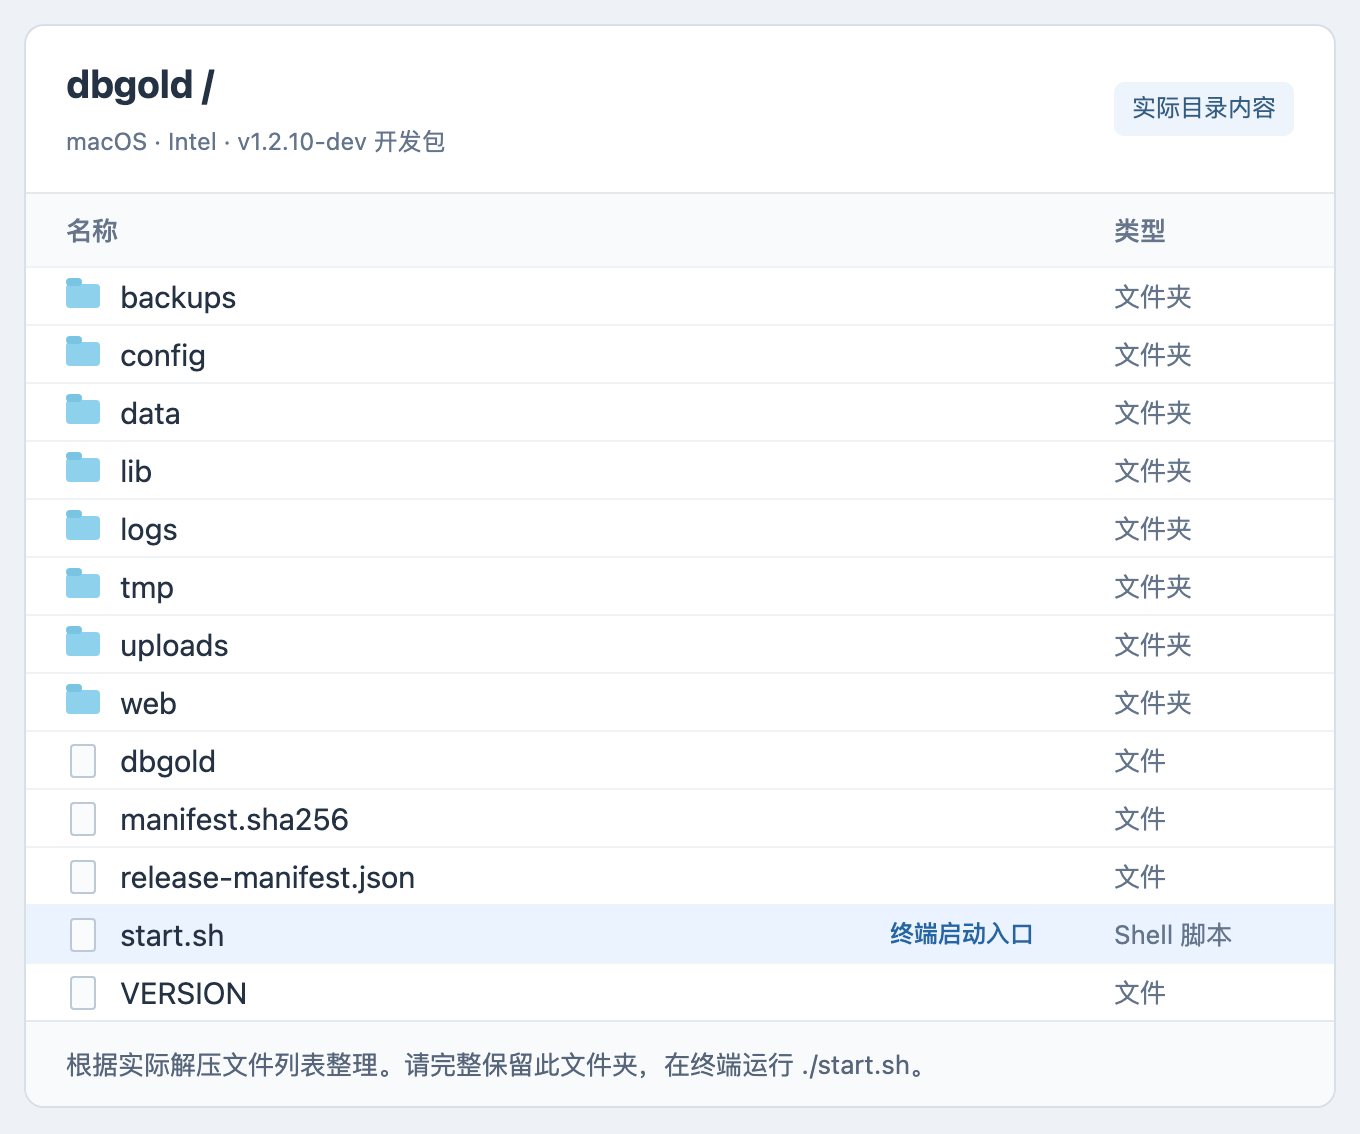 dbgold /
macOS · Intel · v1.2.10-dev 开发包
实际目录内容
名称 类型
backups 文件夹
config 文件夹
data 文件夹
lib 文件夹
logs 文件夹
tmp 文件夹
uploads 文件夹
web 文件夹
dbgold 文件
manifest.sha256 文件
release-manifest.json 文件
start.sh 终端启动入口 Shell 脚本
VERSION 文件
根据实际解压文件列表整理。请完整保留此文件夹，在终端运行 ./start.sh。